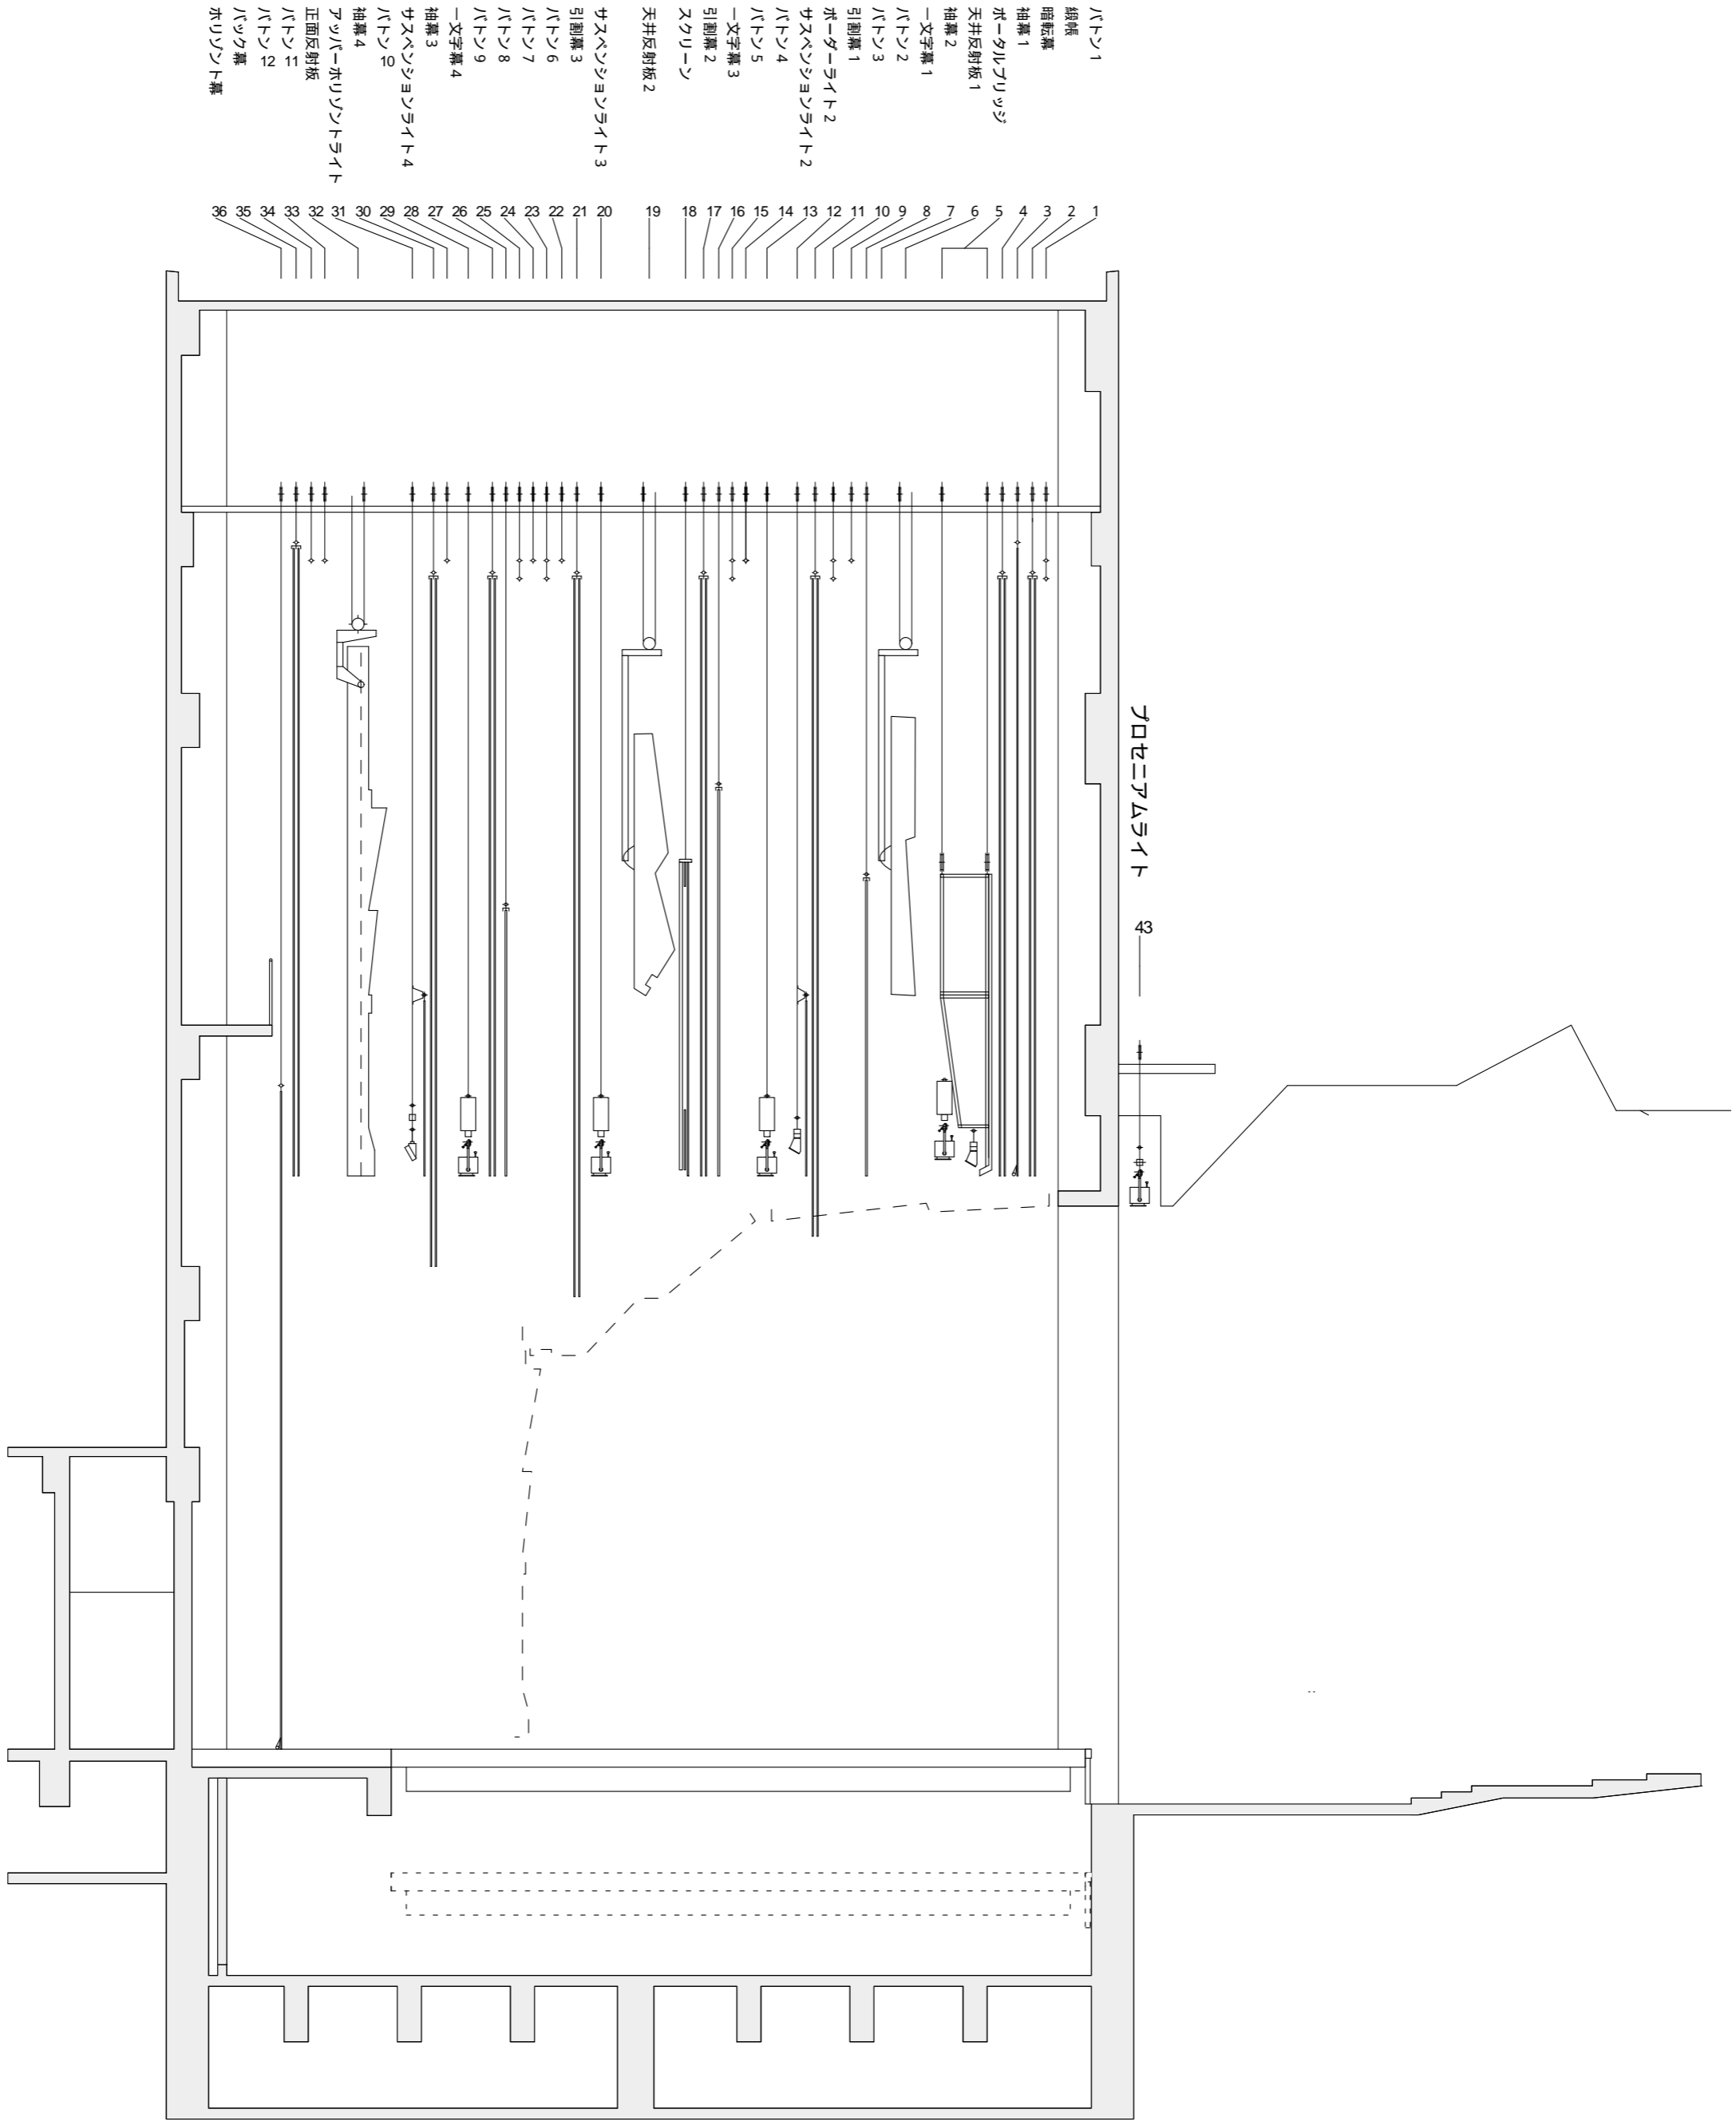 バトン 1
緞帳
暗転幕
袖幕 1
ポータルブリッジ
天井反射板 1
袖幕 2
一文字幕 1
バトン 2
バトン 3
引割幕 1
ボーダーライト 2
サスペンションライト 2
バトン 4
バトン 5
一文字幕 3
引割幕 2
スクリーン
天井反射板 2
サスペンションライト 3
引割幕 3
バトン 6
バトン 7
バトン 8
バトン 9
一文字幕 4
袖幕 3
サスペンションライト 4
バトン 10
袖幕 4
アッパーホリゾントライト
正面反射板
バトン 11
バトン 12
バック幕
ホリゾント幕
1
2
3
4
5
6
7
8
9
10
11
12
13
14
15
16
17
18
19
20
21
22
23
24
25
26
27
28
29
30
31
32
33
34
35
36
プロセニアムライト
43